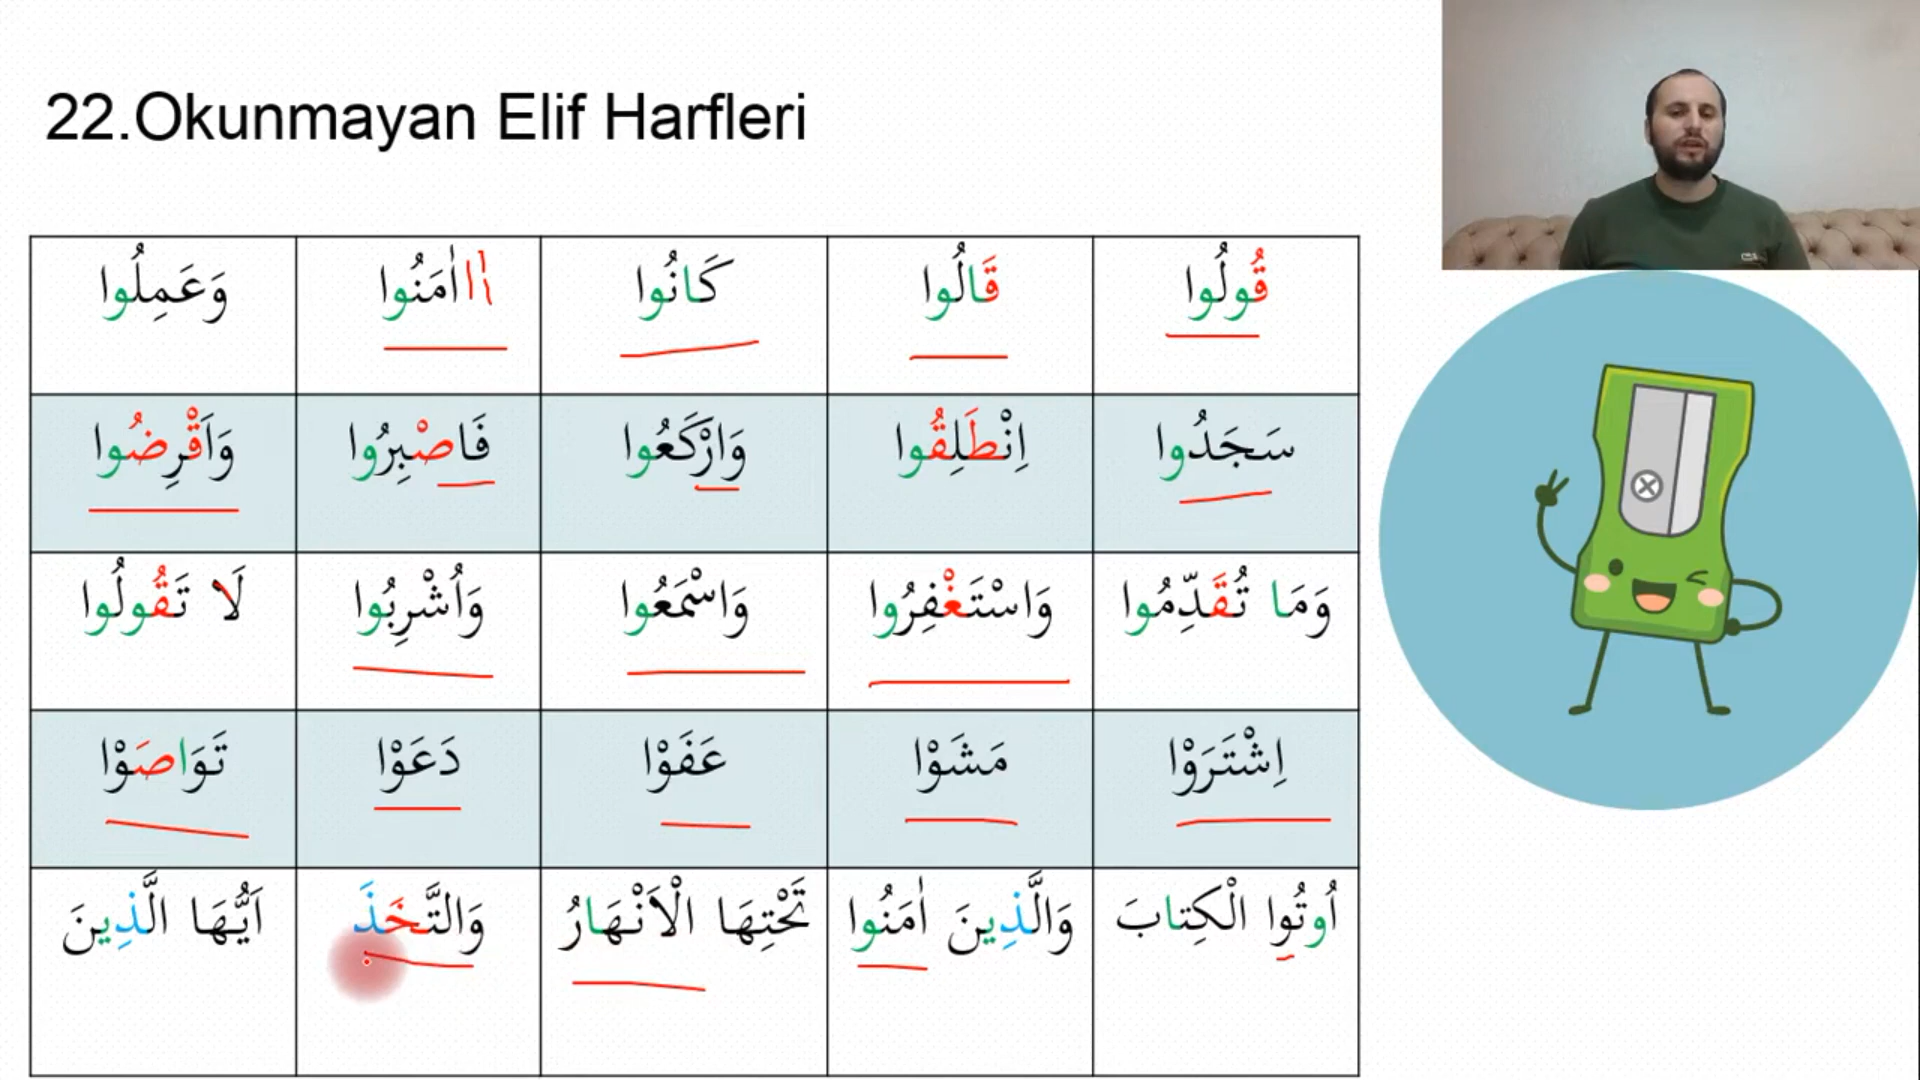 22.Okunmayan Elif Harfleri
قُولُوا قَالُوا كَانُوا اٰمَنُوا وَعَمِلُوا
سَجَدُوا اِنْطَلِقُوا وَارْكَعُوا فَاصْبِرُوا وَاَقْرِضُوا
وَمَا تُقَدِّمُوا وَاسْتَغْفِرُوا وَاسْمَعُوا وَاُشْرِبُوا لَا تَقُولُوا
اِشْتَرَوْا مَشَوْا عَفَوْا دَعَوْا تَوَاصَوْا
اُوتُوا الْكِتابَ وَالَّذِينَ اٰمَنُوا تَحْتِهَا الْاَنْهَارُ وَالتَّخَذَ اَيُّهَا الَّذِينَ